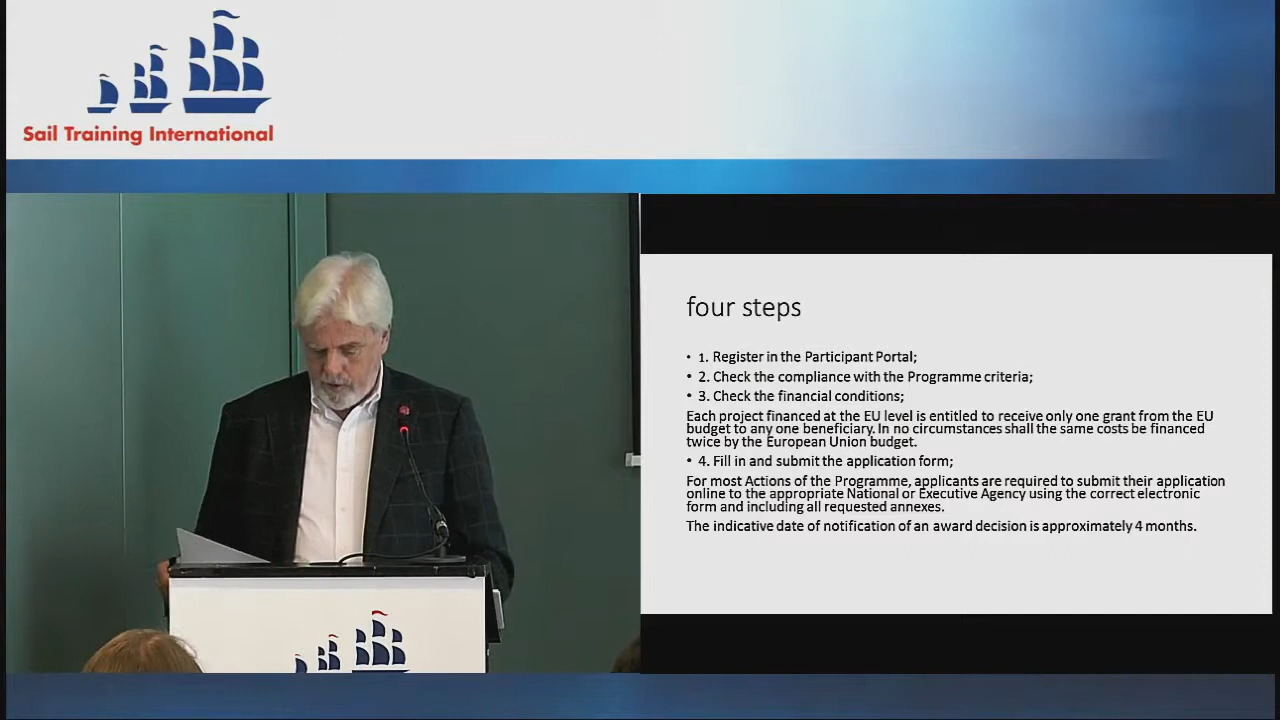 Sail Training International
four steps
• 1. Register in the Participant Portal;
• 2. Check the compliance with the Programme criteria;
• 3. Check the financial conditions;
Each project financed at the EU level is entitled to receive only one grant from the EU
budget to any one beneficiary. In no circumstances shall the same costs be financed
twice by the European Union budget.
• 4. Fill in and submit the application form;
For most Actions of the Programme, applicants are required to submit their application
online to the appropriate National or Executive Agency using the correct electronic
form and including all requested annexes.
The indicative date of notification of an award decision is approximately 4 months.